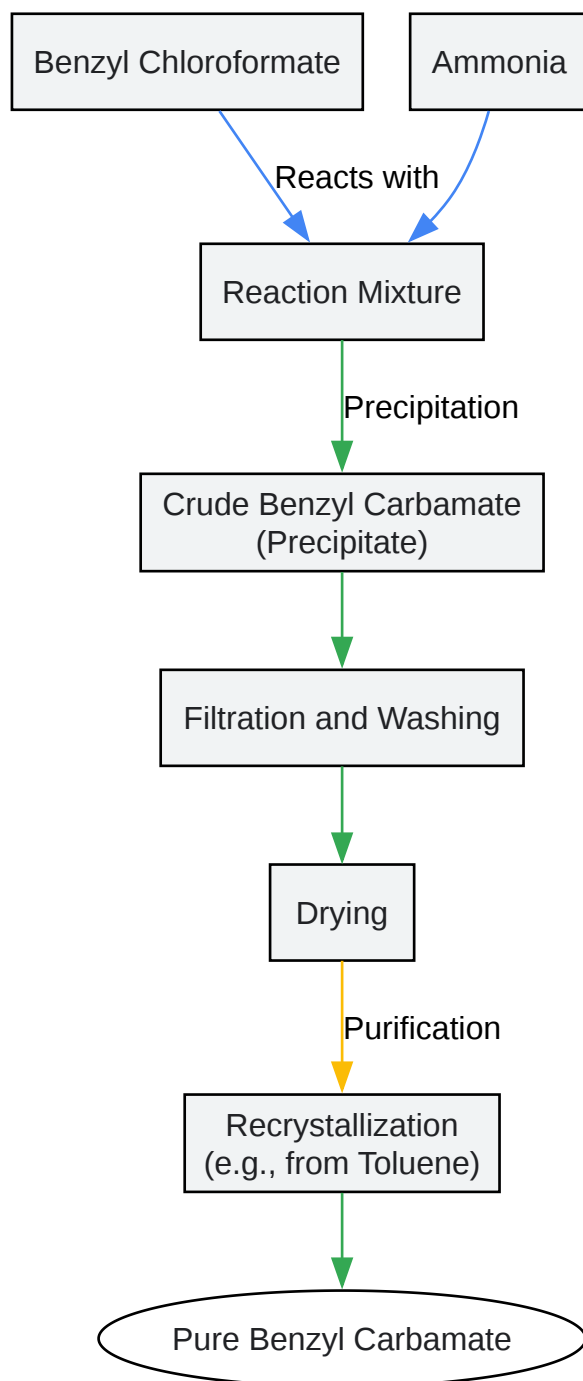 Benzyl Chloroformate
Ammonia
Reacts with
Reaction Mixture
Precipitation
Crude Benzyl Carbamate
(Precipitate)
Filtration and Washing
Drying
Purification
Recrystallization
(e.g., from Toluene)
Pure Benzyl Carbamate